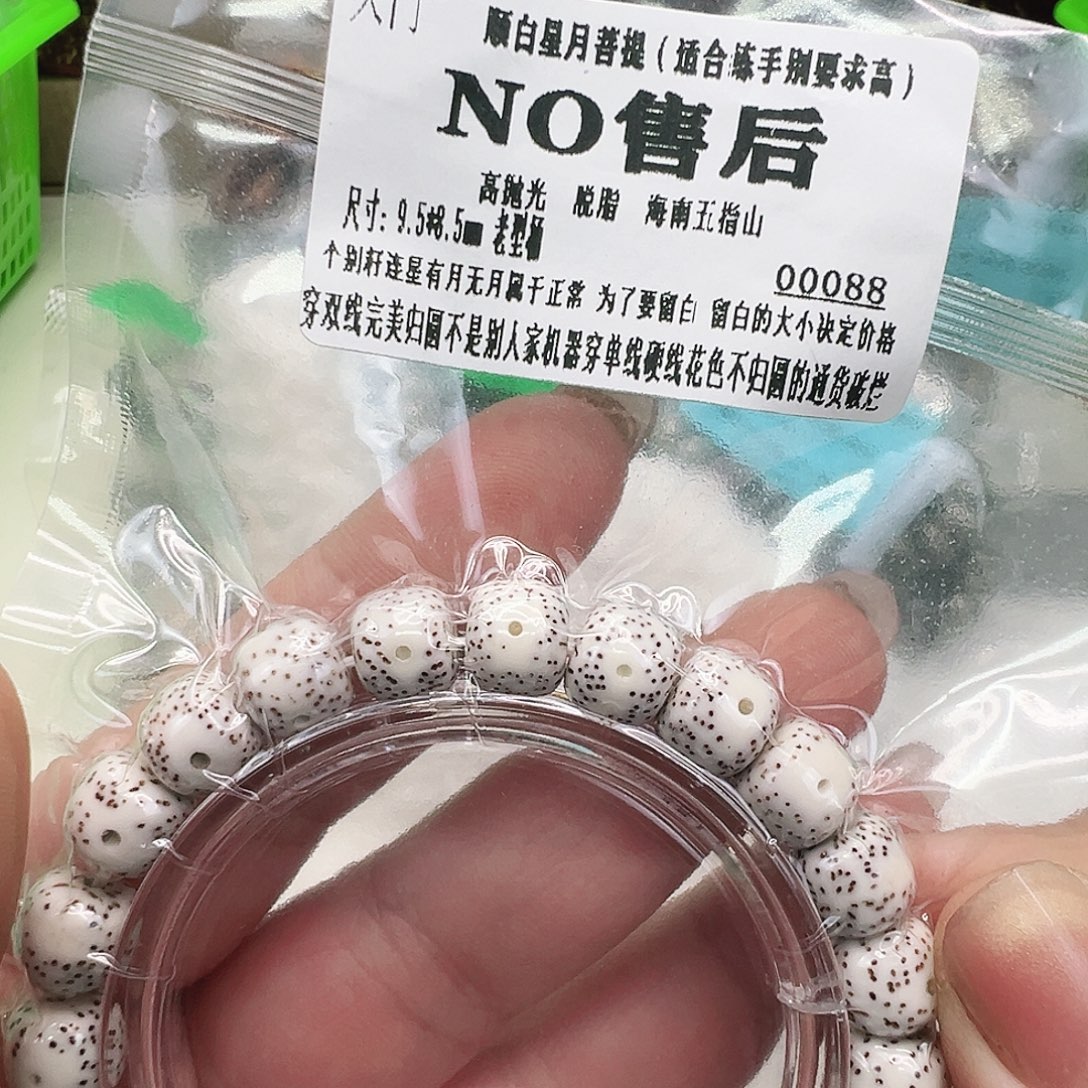 顺白星月菩提（适合练手别要求高）
NO售后
高抛光 脱脂 海南五指山
尺寸: 9.5*8.5mm 老型桶
00088
个别籽连星有月无月属于正常 为了要留白 留白的大小决定价格
穿双线完美归圆不是别人家机器穿单线硬线花色不归圆的通货破烂